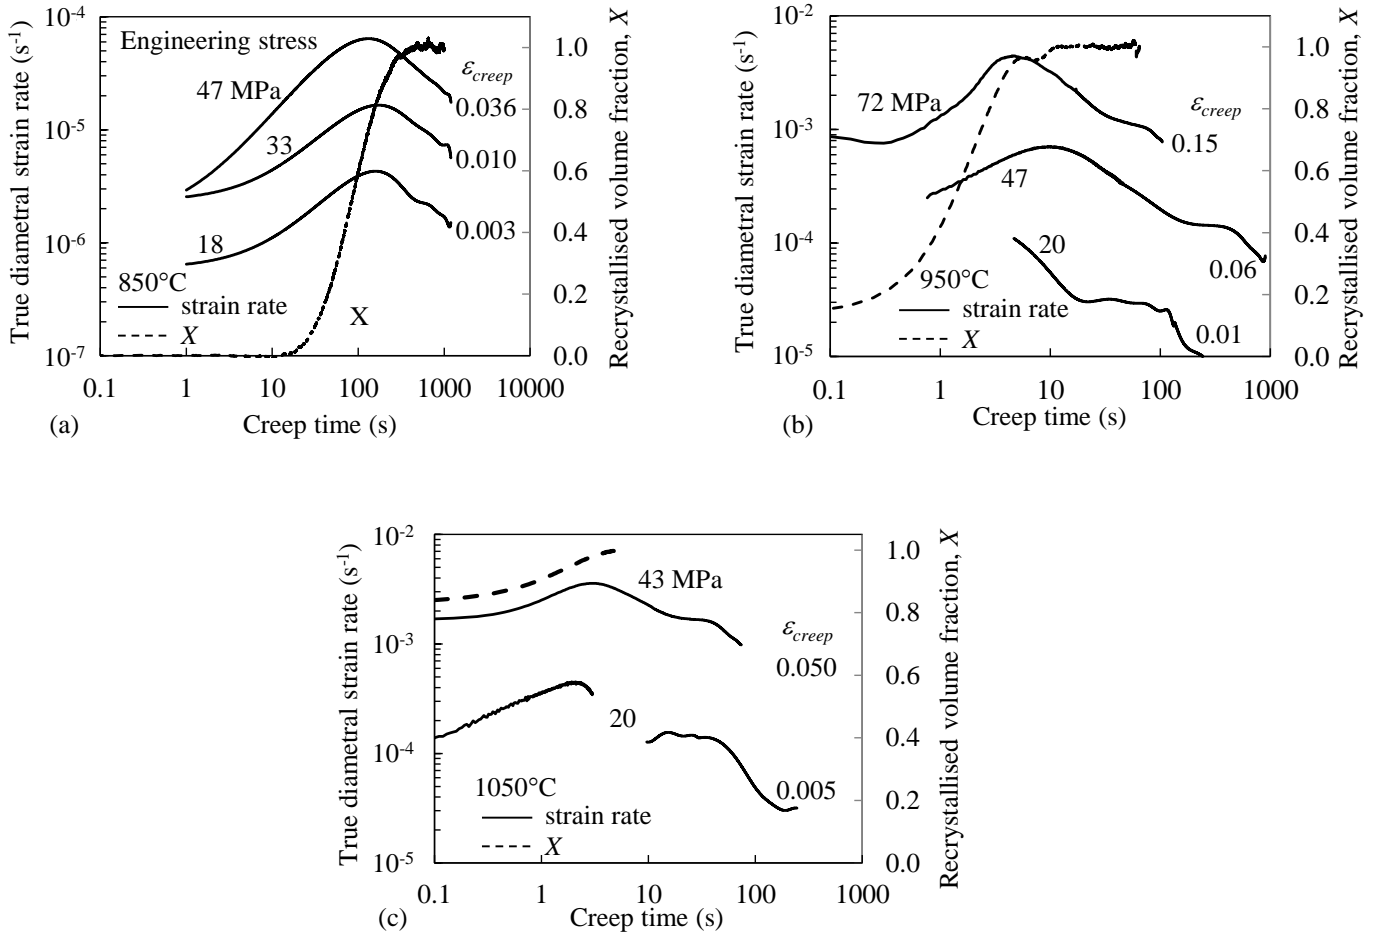 True diametral strain rate (s-1)
10-4
10-5
10-6
10-7
Engineering stress
47 MPa
33
18
εcreep
0.036
0.010
0.003
850°C
strain rate
X
X
1.0
0.8
0.6
0.4
0.2
0.0
Recrystallised volume fraction, X
0.1 1 10 100 1000 10000
Creep time (s)
(a)
True diametral strain rate (s-1)
10-2
10-3
10-4
10-5
72 MPa
47
20
εcreep
0.15
0.06
0.01
950°C
strain rate
X
1.0
0.8
0.6
0.4
0.2
0.0
Recrystallised volume fraction, X
0.1 1 10 100 1000
Creep time (s)
(b)
True diametral strain rate (s-1)
10-2
10-3
10-4
10-5
43 MPa
20
εcreep
0.050
0.005
1050°C
strain rate
X
1.0
0.8
0.6
0.4
0.2
0.0
Recrystallised volume fraction, X
0.1 1 10 100 1000
Creep time (s)
(c)